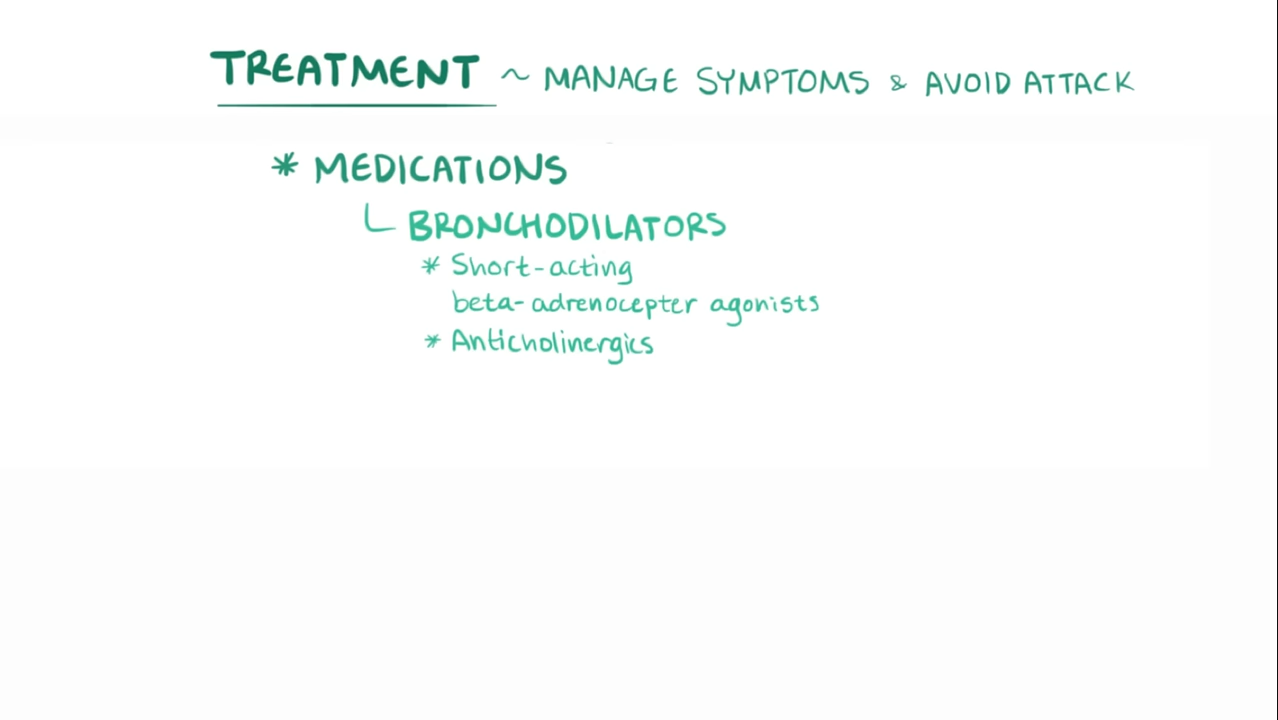 TREATMENT ~ MANAGE SYMPTOMS & AVOID ATTACK
* MEDICATIONS
BRONCHODILATORS
* Short-acting
beta-adrenocepter agonists
* Anticholinergics